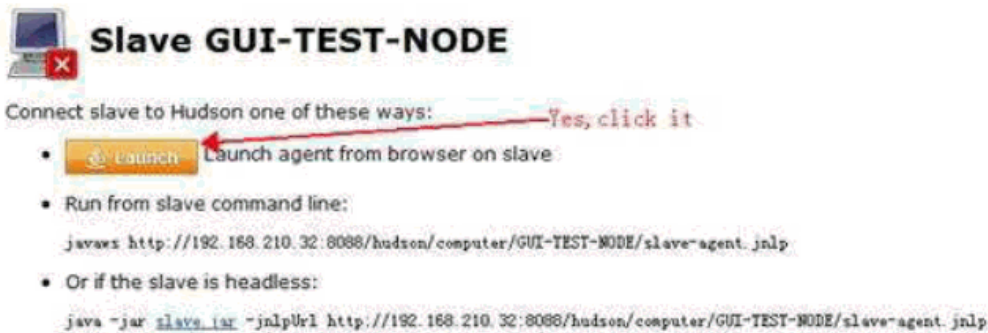 Slave GUI-TEST-NODE
Connect slave to Hudson one of these ways:
Yes, click it
Launch Launch agent from browser on slave
Run from slave command line:
javaws http://192.168.210.32:8088/hudson/computer/GUI-TEST-NODE/slave-agent.jnlp
Or if the slave is headless:
java -jar slave.jar -jnlpUrl http://192.168.210.32:8088/hudson/computer/GUI-TEST-NODE/slave-agent.jnlp